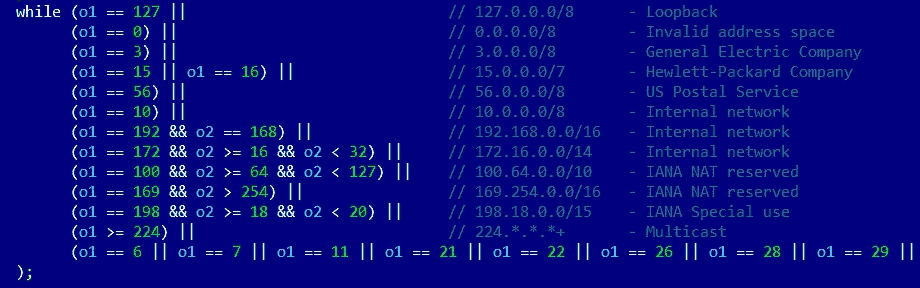 while (o1 == 127 || // 127.0.0.0/8 - Loopback
(o1 == 0) || // 0.0.0.0/8 - Invalid address space
(o1 == 3) || // 3.0.0.0/8 - General Electric Company
(o1 == 15 || o1 == 16) || // 15.0.0.0/7 - Hewlett-Packard Company
(o1 == 56) || // 56.0.0.0/8 - US Postal Service
(o1 == 10) || // 10.0.0.0/8 - Internal network
(o1 == 192 && o2 == 168) || // 192.168.0.0/16 - Internal network
(o1 == 172 && o2 >= 16 && o2 < 32) || // 172.16.0.0/14 - Internal network
(o1 == 100 && o2 >= 64 && o2 < 127) || // 100.64.0.0/10 - IANA NAT reserved
(o1 == 169 && o2 > 254) || // 169.254.0.0/16 - IANA NAT reserved
(o1 == 198 && o2 >= 18 && o2 < 20) || // 198.18.0.0/15 - IANA Special use
(o1 >= 224) || // 224.*.*.*+ - Multicast
(o1 == 6 || o1 == 7 || o1 == 11 || o1 == 21 || o1 == 22 || o1 == 26 || o1 == 28 || o1 == 29 ||
);